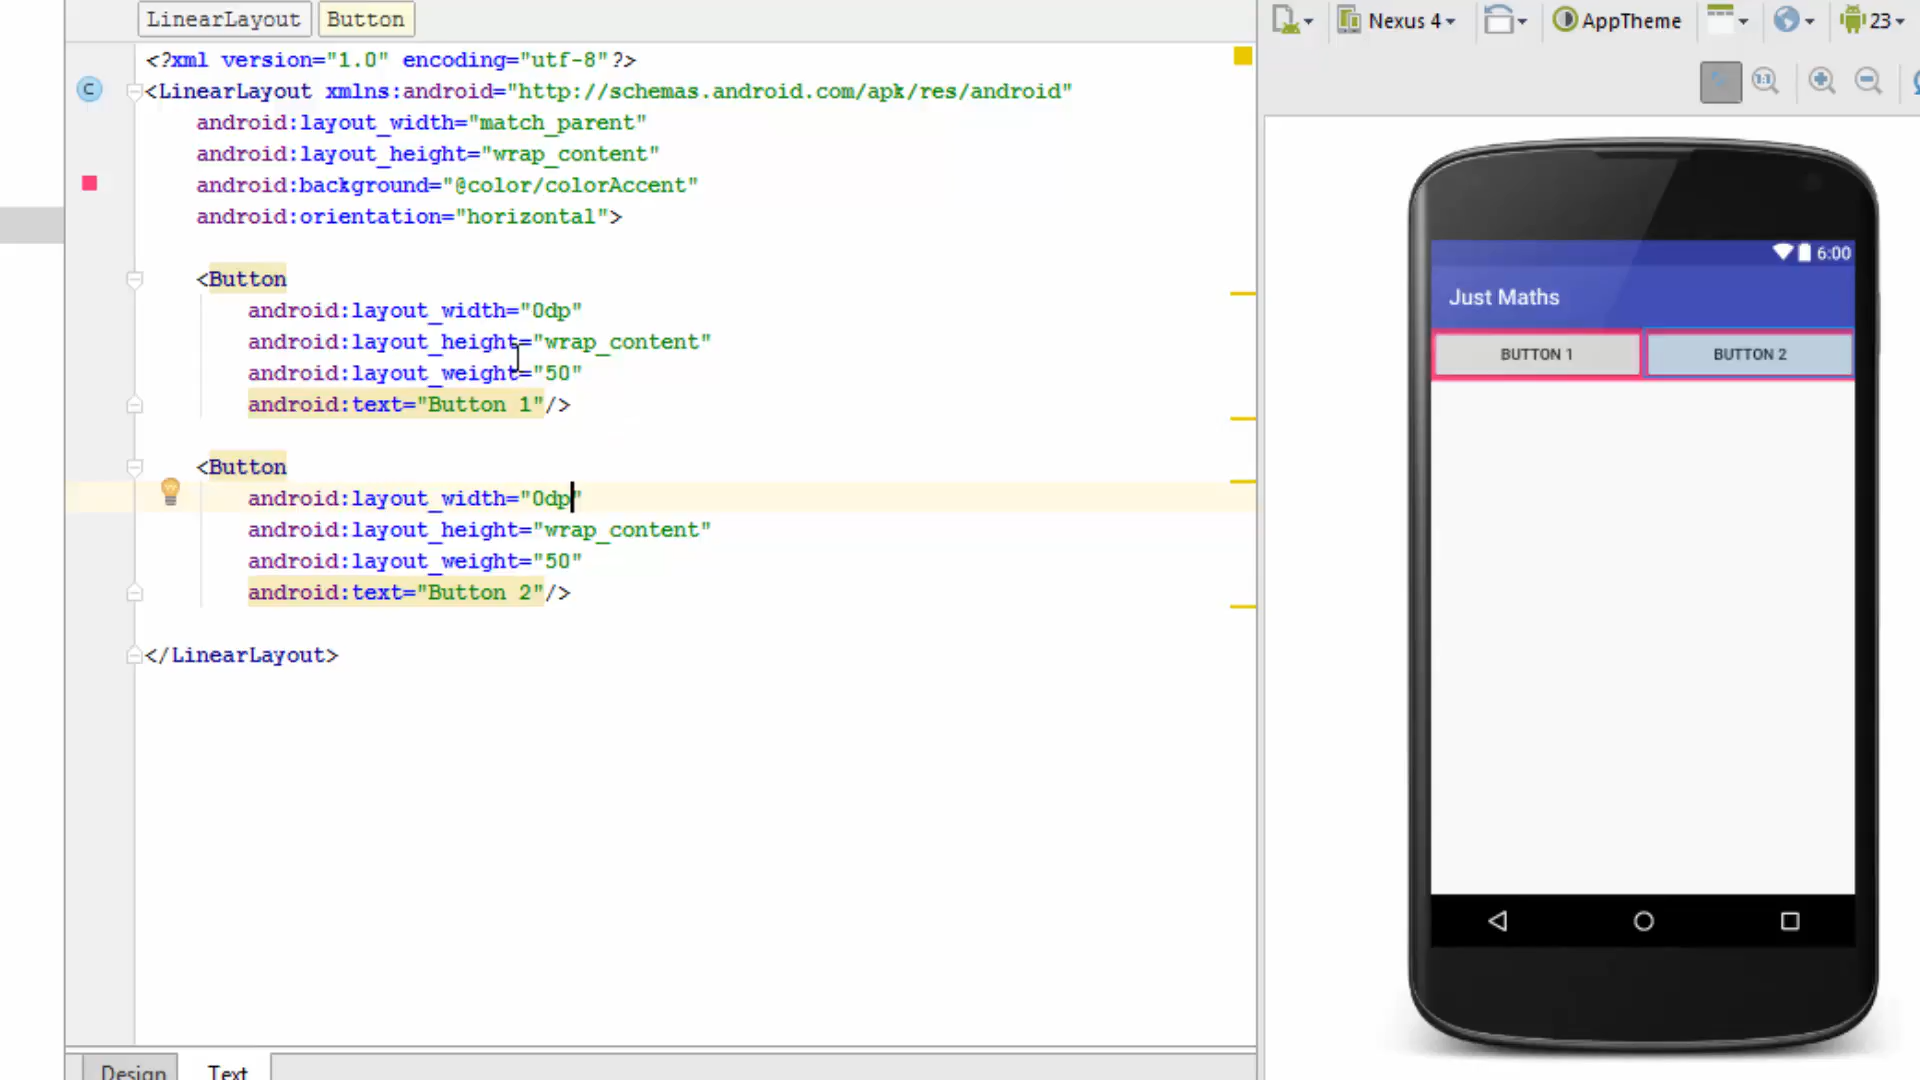 LinearLayout Button
Nexus 4 AppTheme 23
<?xml version="1.0" encoding="utf-8"?>
C
<LinearLayout xmlns:android="http://schemas.android.com/apk/res/android"
android:layout_width="match_parent"
android:layout_height="wrap_content"
android:background="@color/colorAccent"
android:orientation="horizontal">
<Button
android:layout_width="0dp"
android:layout_height="wrap_content"
android:layout_weight="50"
android:text="Button 1"/>
<Button
android:layout_width="0dp"
android:layout_height="wrap_content"
android:layout_weight="50"
android:text="Button 2"/>
</LinearLayout>
Design Text
1:1
6:00
Just Maths
BUTTON 1 BUTTON 2